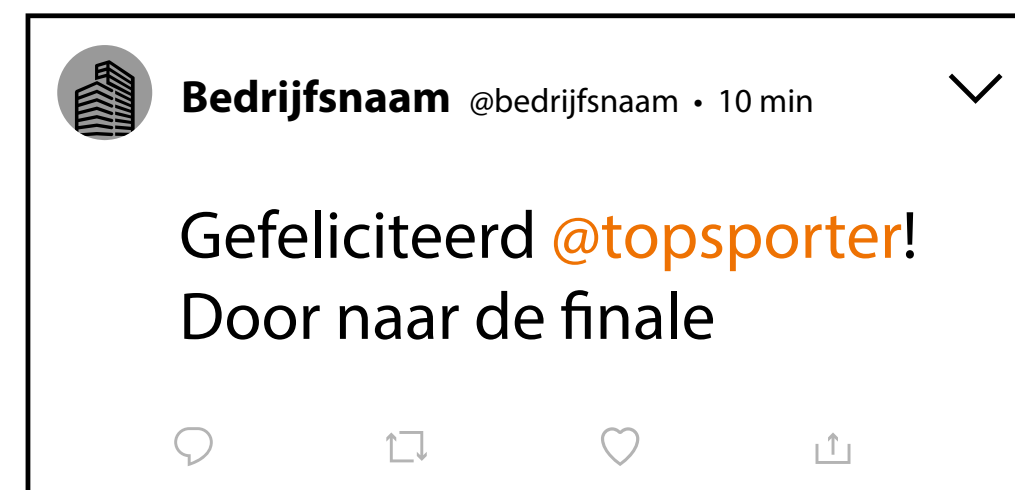 Bedrijfsnaam @bedrijfsnaam • 10 min
Gefeliciteerd @topsporter!
Door naar de finale